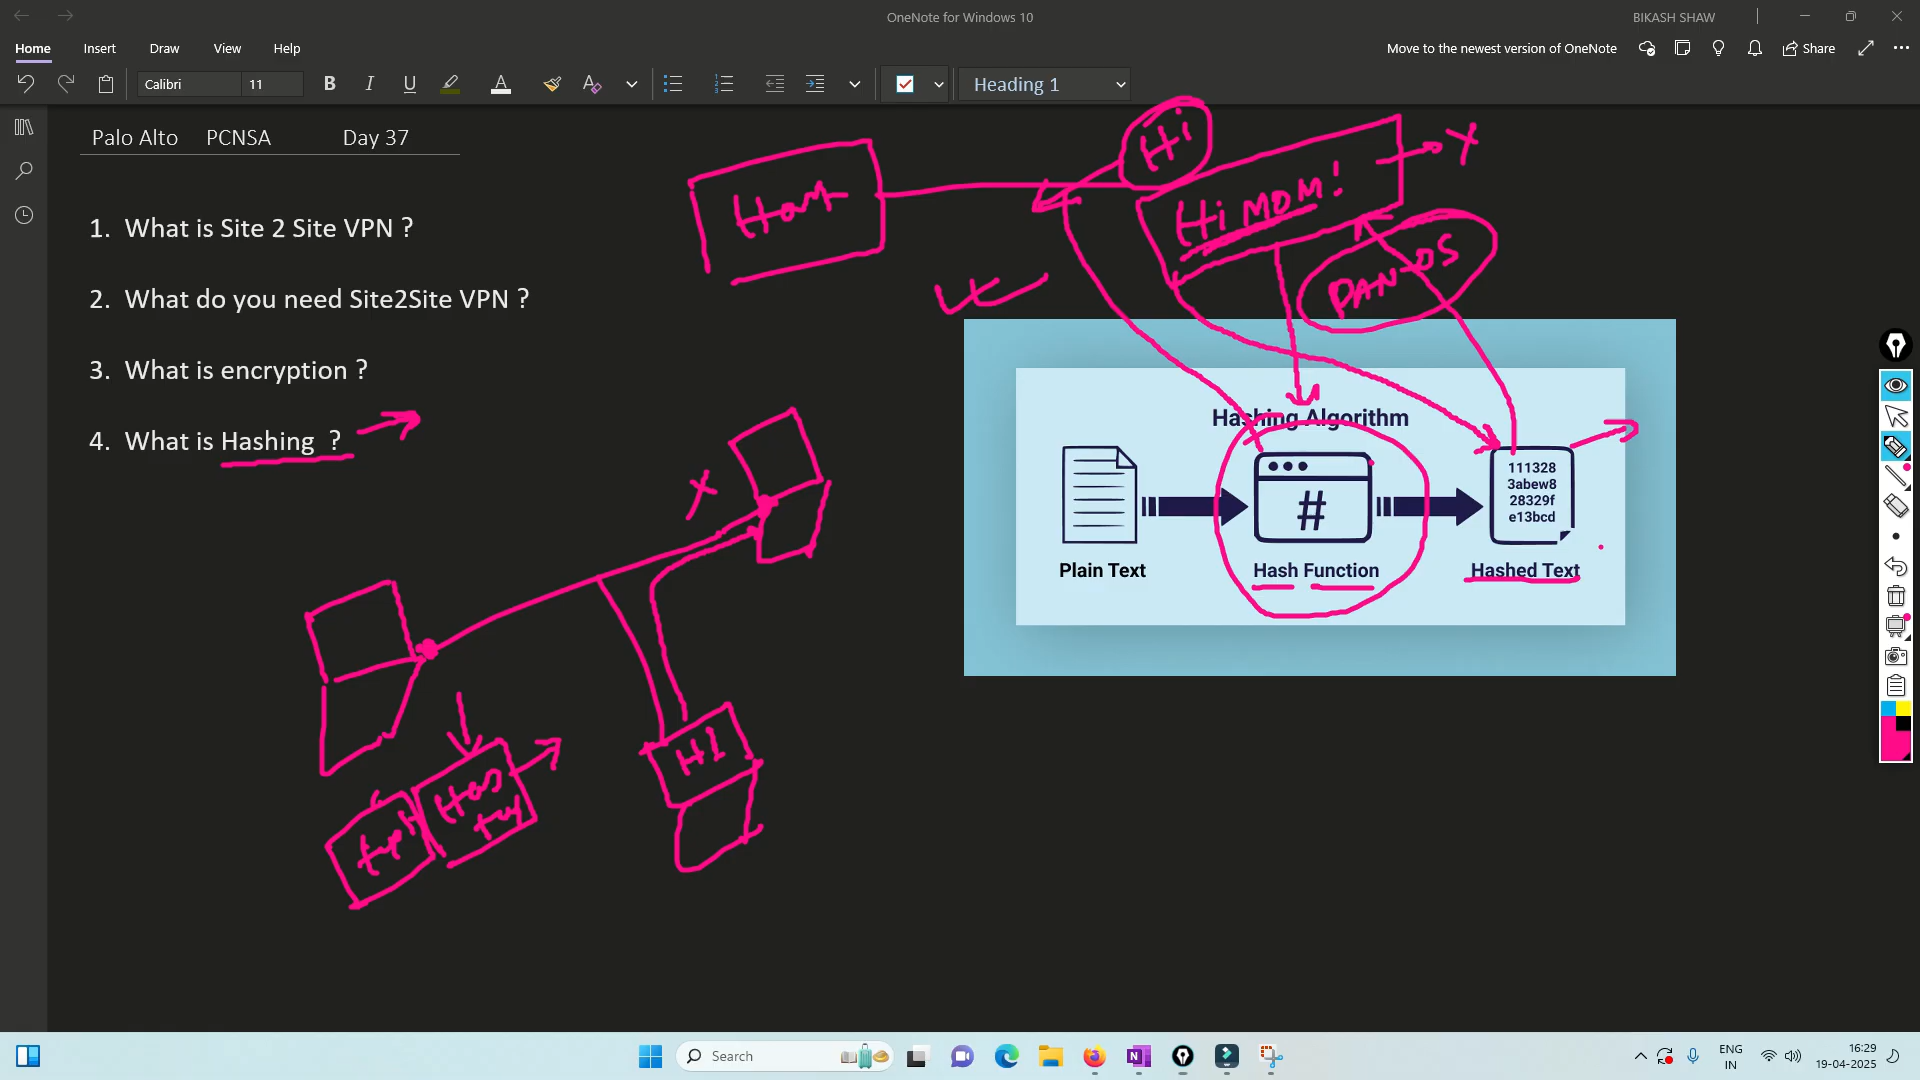 OneNote for Windows 10
BIKASH SHAW
Home Insert Draw View Help
Move to the newest version of OneNote
Share
Calibri 11
B I U A A
Heading 1
Palo Alto PCNSA Day 37
1. What is Site 2 Site VPN ?
2. What do you need Site2Site VPN ?
3. What is encryption ?
4. What is Hashing ?
Hi
Hi MOM!
PAN-OS
Hashing Algorithm
#
111328
3abew8
28329f
e13bcd
Plain Text
Hash Function
Hashed Text
HI
Search
ENG
IN
16:29
19-04-2025